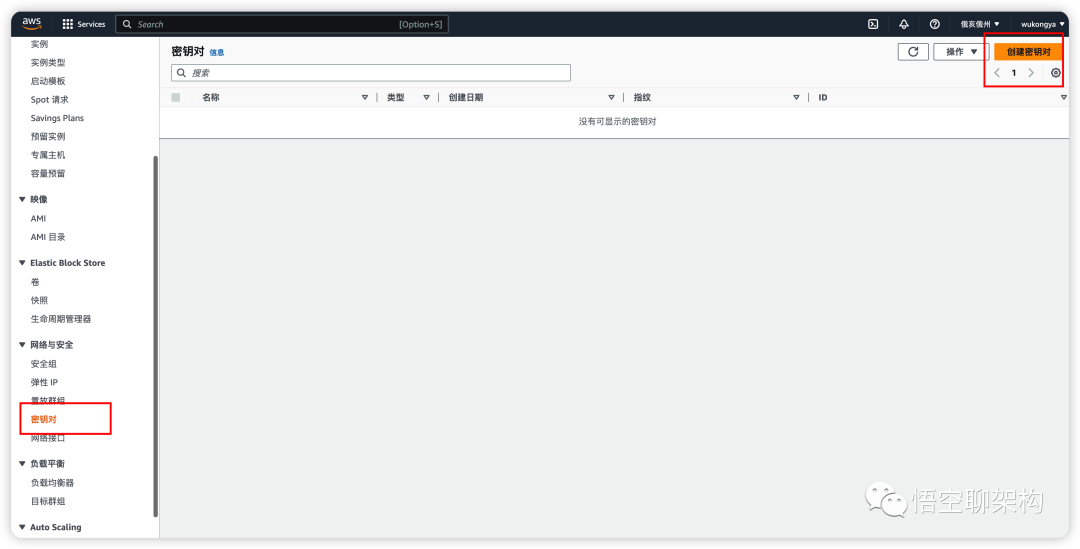 aws
Services
Search
[Option+S]
俄亥俄州
wukongya
实例
实例类型
启动模板
Spot 请求
Savings Plans
预留实例
专属主机
容量预留
映像
AMI
AMI 目录
Elastic Block Store
卷
快照
生命周期管理器
网络与安全
安全组
弹性 IP
置放群组
密钥对
网络接口
负载平衡
负载均衡器
目标群组
Auto Scaling
密钥对 信息
操作
创建密钥对
搜索
1
名称
类型
创建日期
指纹
ID
没有可显示的密钥对
悟空聊架构